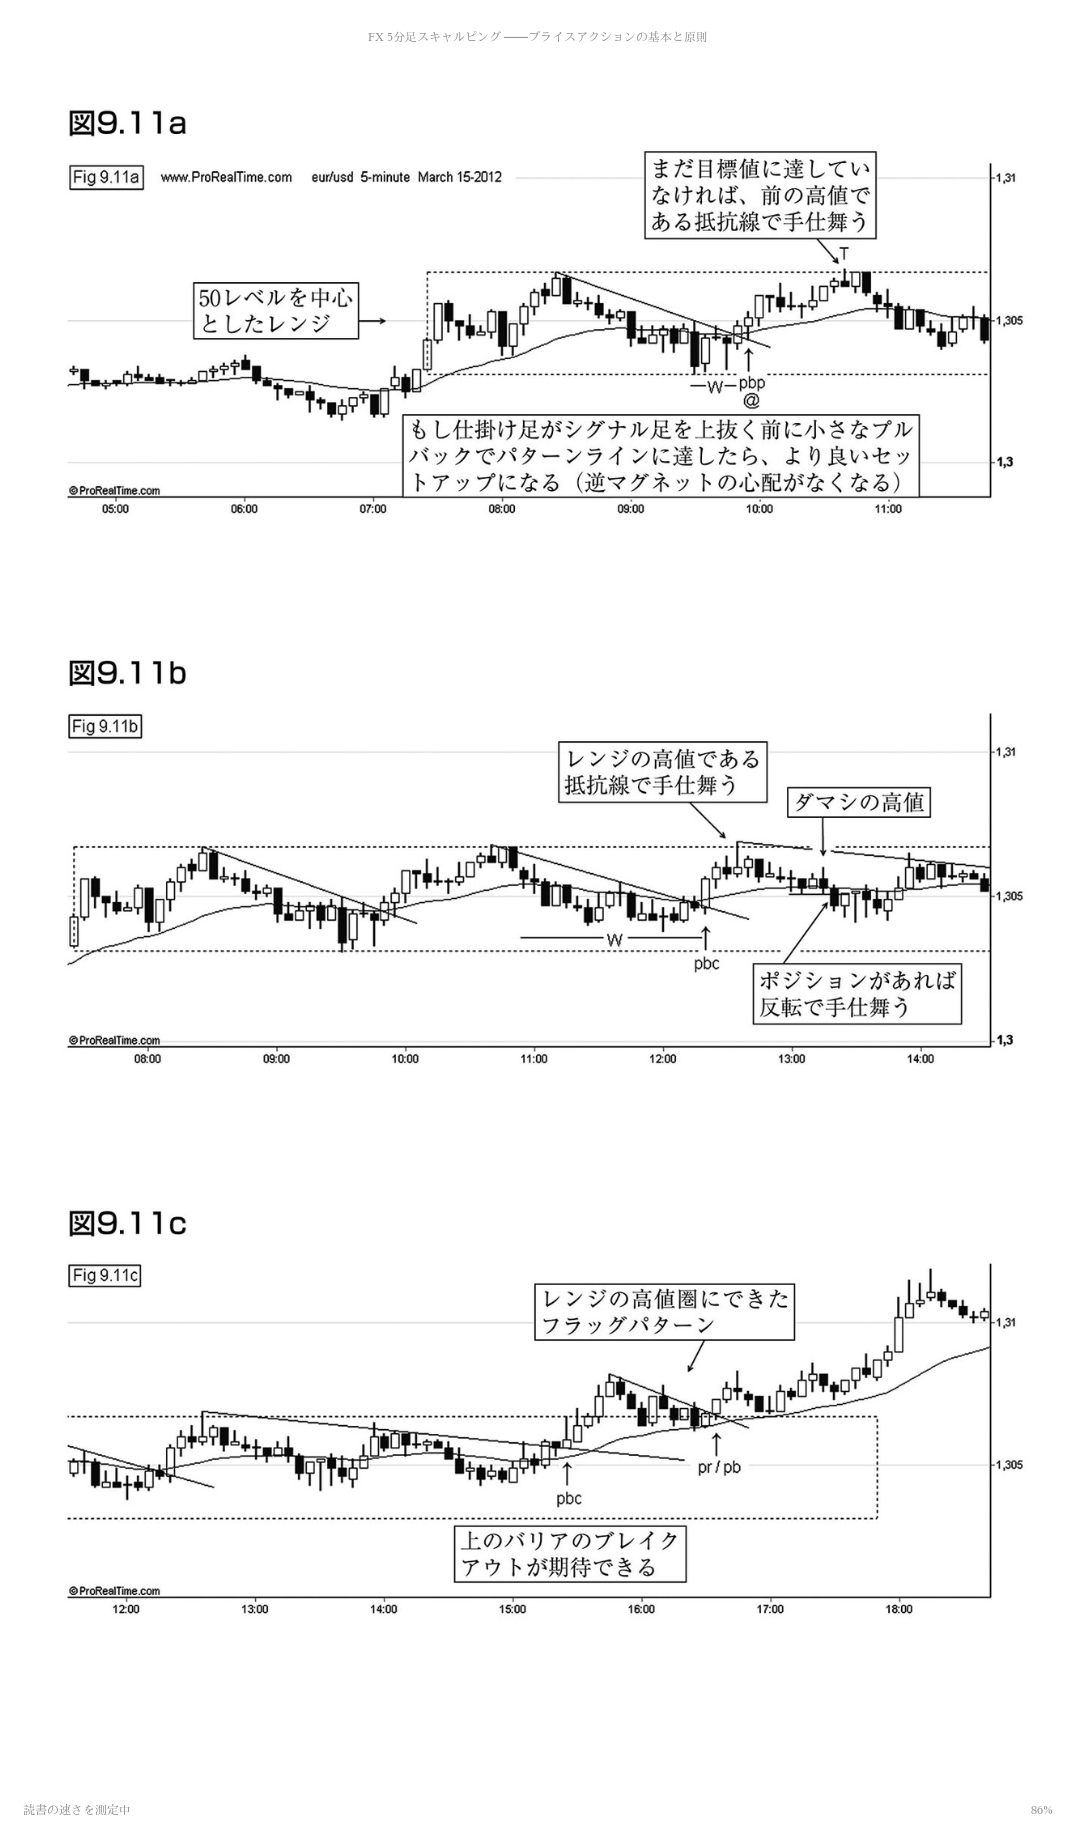 FX 5分足スキャルピング ――プライスアクションの基本と原則
図9.11a
Fig 9.11a www.ProRealTime.com eur/usd 5-minute March 15-2012
まだ目標値に達してい
なければ、前の高値で
ある抵抗線で手仕舞う
1,31
T
50レベルを中心
としたレンジ
1,305
W
pbp
@
もし仕掛け足がシグナル足を上抜く前に小さなプル
バックでパターンラインに達したら、より良いセッ
トアップになる（逆マグネットの心配がなくなる）
1,3
©ProRealTime.com
05:00 06:00 07:00 08:00 09:00 10:00 11:00
図9.11b
Fig 9.11b
レンジの高値である
抵抗線で手仕舞う
1,31
ダマシの高値
1,305
W
pbc
ポジションがあれば
反転で手仕舞う
1,3
©ProRealTime.com
08:00 09:00 10:00 11:00 12:00 13:00 14:00
図9.11c
Fig 9.11c
レンジの高値圏にできた
フラッグパターン
1,31
1,305
pr / pb
pbc
上のバリアのブレイク
アウトが期待できる
©ProRealTime.com
12:00 13:00 14:00 15:00 16:00 17:00 18:00
読書の速さを測定中
86%